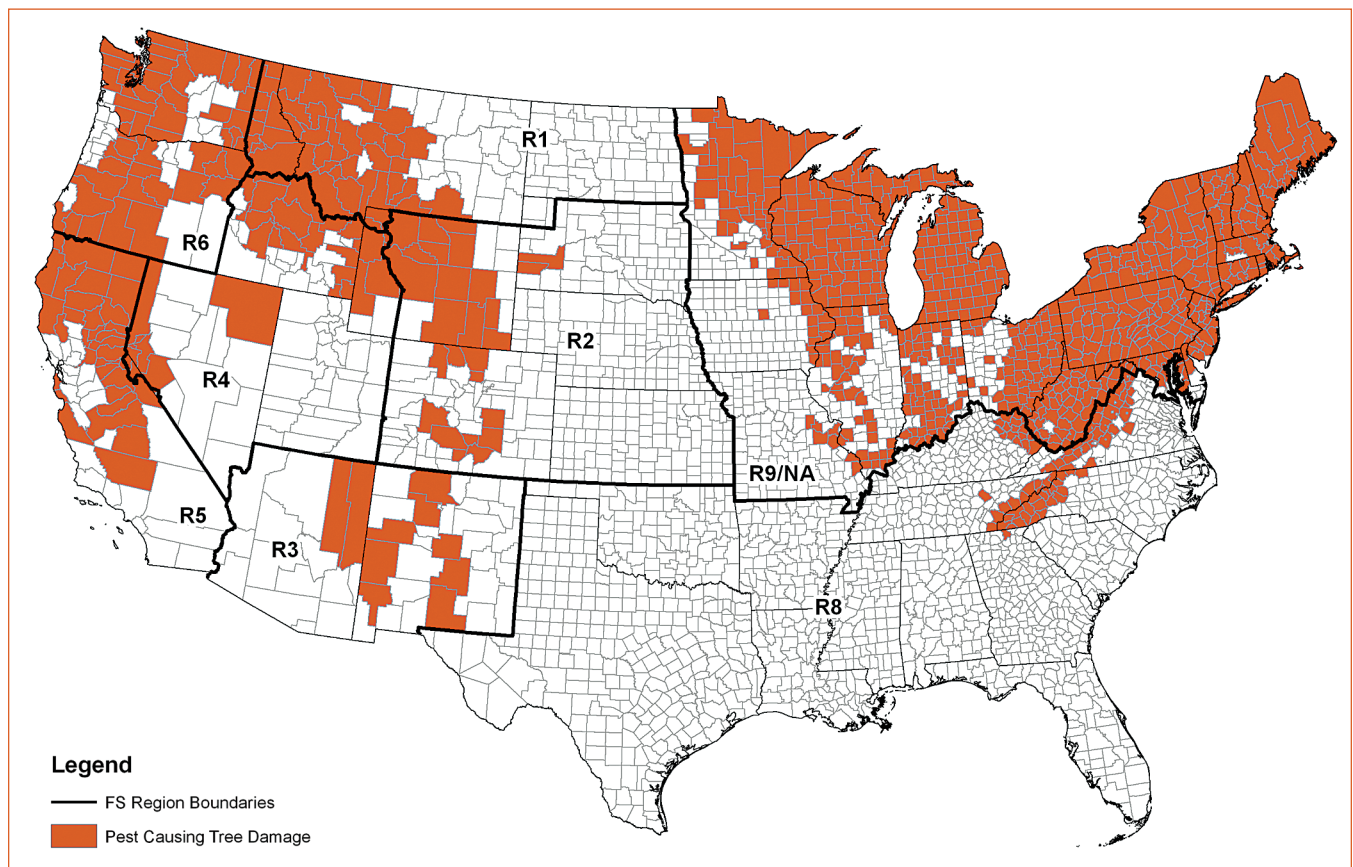 R1
R6
R2
R4
R9/NA
R5
R3
R8
Legend
FS Region Boundaries
Pest Causing Tree Damage